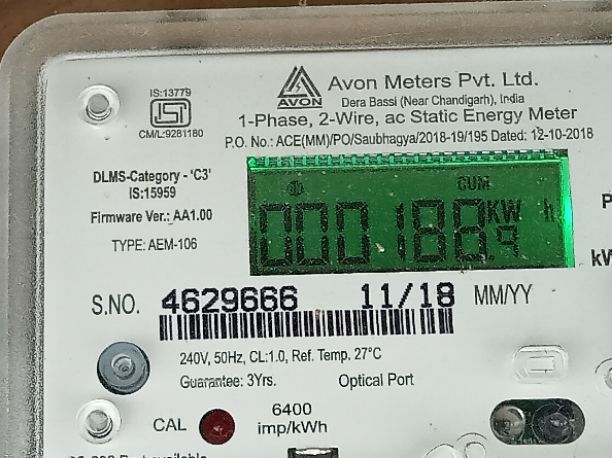 IS:13779
CM/L:9281180
AVON
Avon Meters Pvt. Ltd.
Dera Bassi (Near Chandigarh), India
1-Phase, 2-Wire, ac Static Energy Meter
P.O. No.: ACE(MM)/PO/Saubhagya/2018-19/195 Dated: 12-10-2018
DLMS-Category - 'C3'
IS:15959
Firmware Ver.: AA1.00
TYPE: AEM-106
CUM
000188.9 KW h
S.NO. 4629666 11/18 MM/YY
240V, 50Hz, CL:1.0, Ref. Temp. 27°C
Guarantee: 3Yrs. Optical Port
CAL
6400
imp/kWh